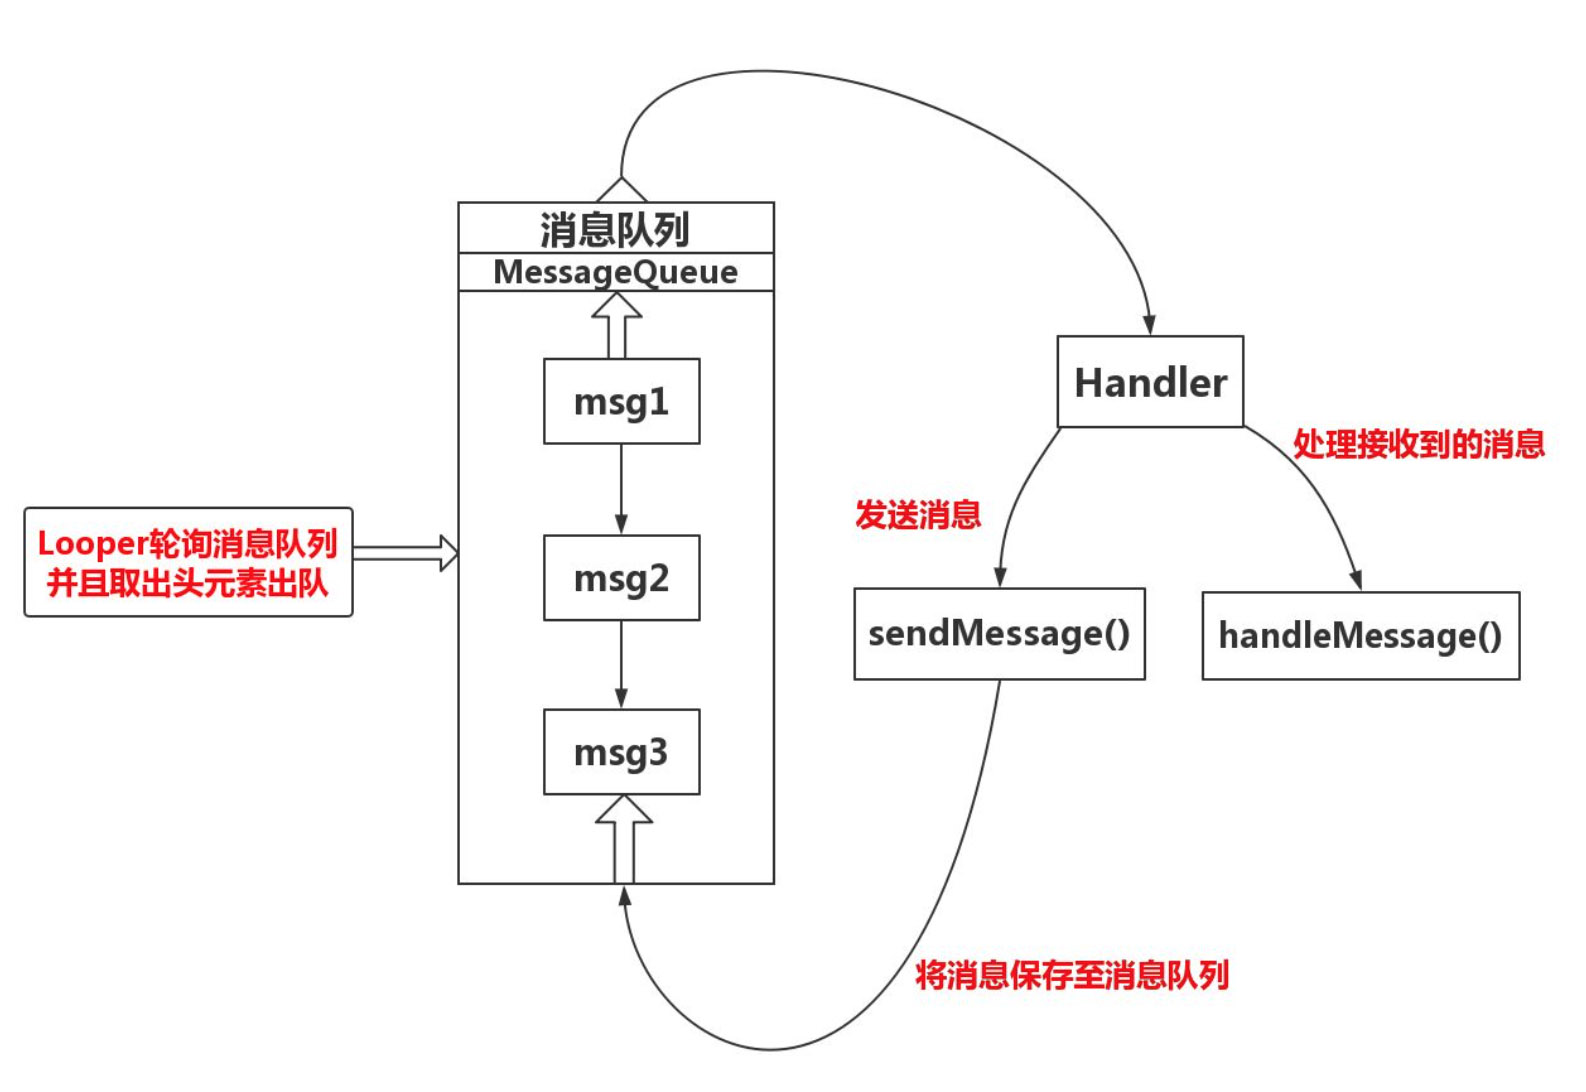 消息队列
MessageQueue
msg1
msg2
msg3
Looper轮询消息队列
并且取出头元素出队
Handler
发送消息
处理接收到的消息
sendMessage()
handleMessage()
将消息保存至消息队列